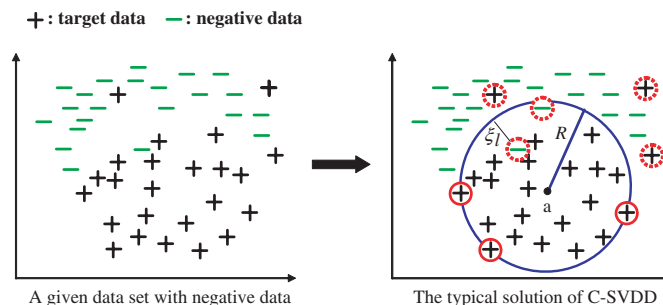 + : target data — : negative data
ξl
R
a
A given data set with negative data
The typical solution of C-SVDD